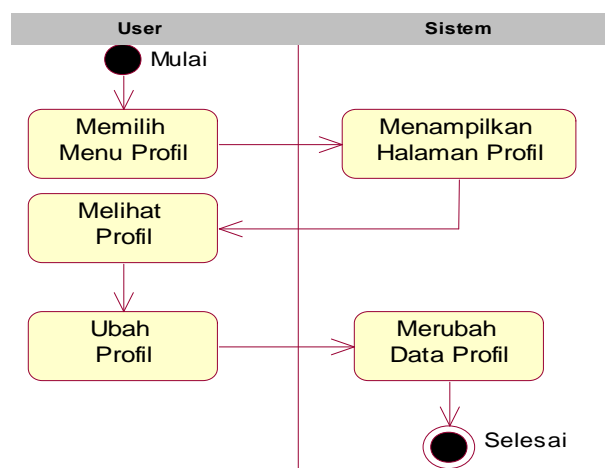 User
Sistem
Mulai
Memilih
Menu Profil
Menampilkan
Halaman Profil
Melihat
Profil
Ubah
Profil
Merubah
Data Profil
Selesai